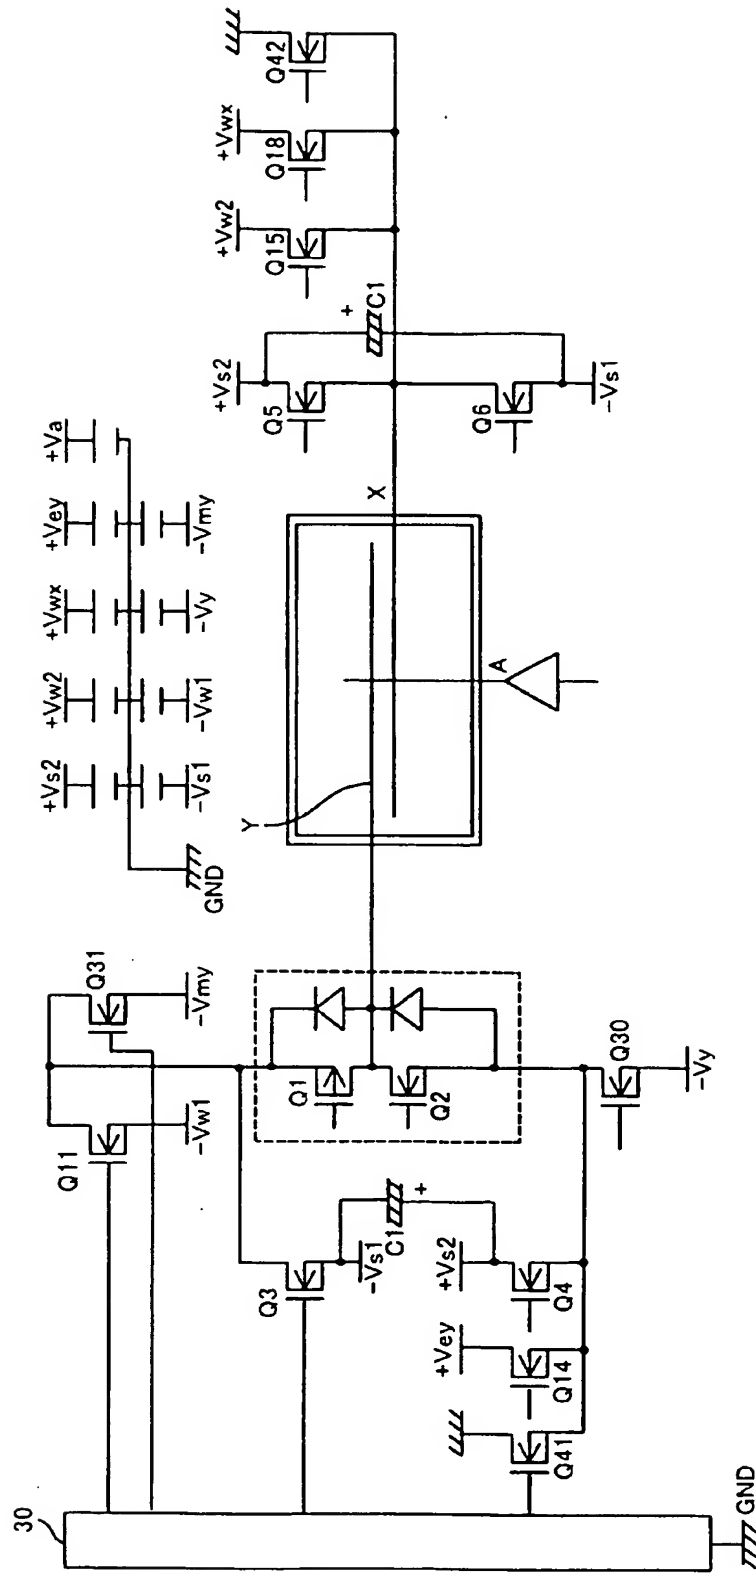 30
GND
Q11
-Vw1
Q31
-Vmy
Q3
-Vs1
C1
+
+Vs2
Q4
+Vey
Q14
Q41
Q1
Q2
Q30
-Vy
Y
GND
+Vs2
-Vs1
+Vw2
-Vw1
+Vwx
-Vy
+Vey
-Vmy
+Va
A
X
+Vs2
Q5
+
C1
Q6
-Vs1
+Vw2
Q15
+Vwx
Q18
Q42